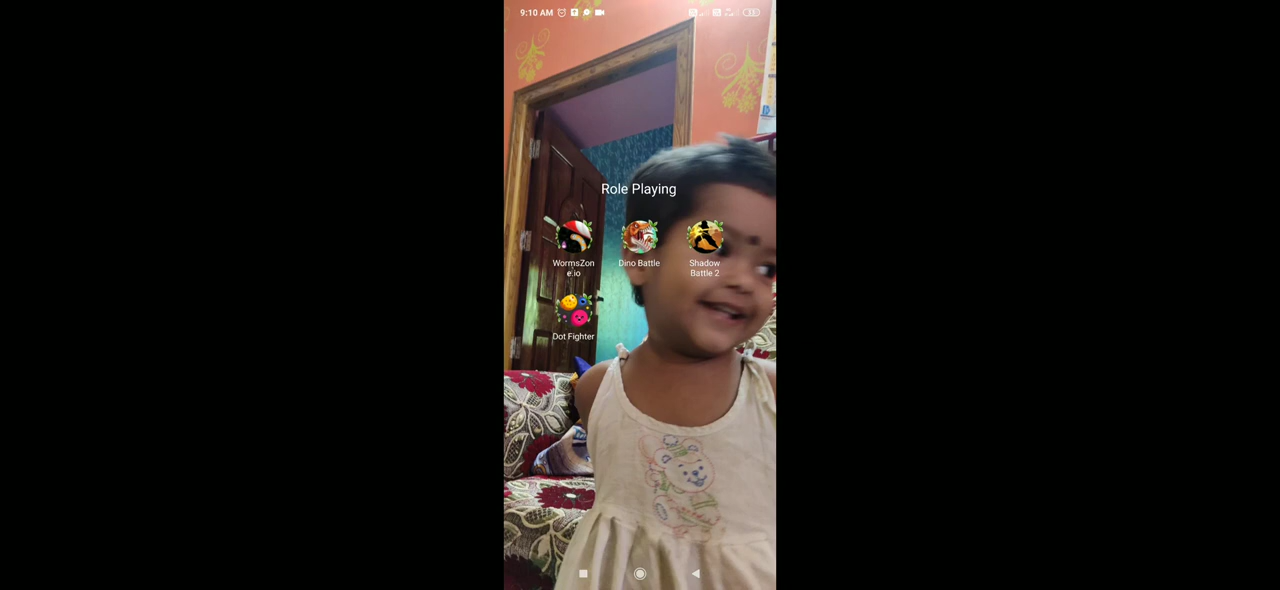 9:10 AM
Role Playing
WormsZon
e.io
Dino Battle
Shadow
Battle 2
Dot Fighter